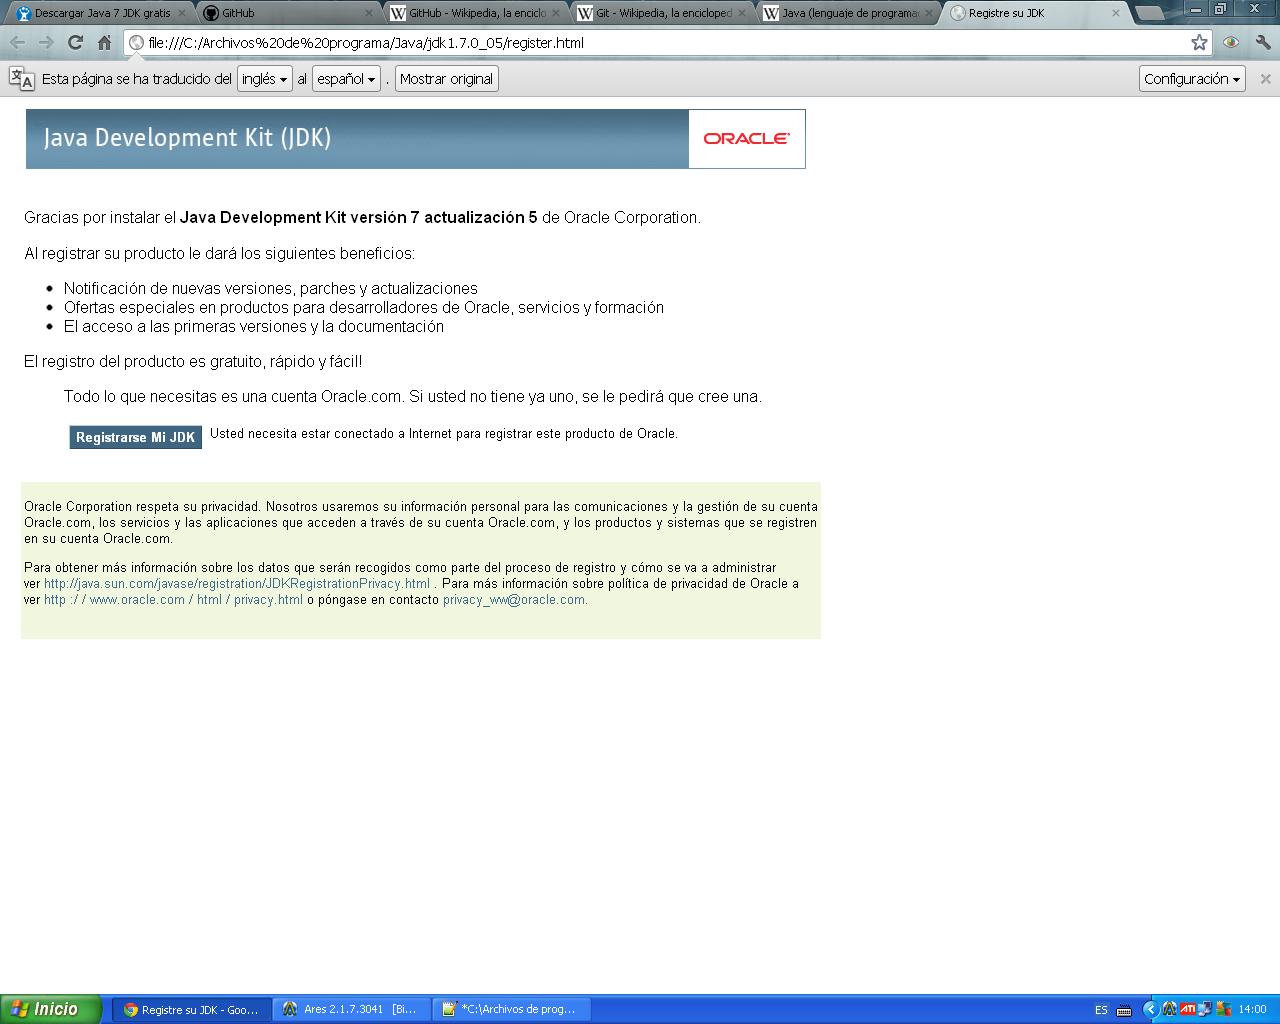 Descargar Java 7 JDK gratis
GitHub
GitHub - Wikipedia, la enciclo
Git - Wikipedia, la encicloped
Java (lenguaje de programac
Registre su JDK
file:///C:/Archivos%20de%20programa/Java/jdk1.7.0_05/register.html
Esta página se ha traducido del inglés al español . Mostrar original Configuración
Java Development Kit (JDK) ORACLE
Gracias por instalar el Java Development Kit versión 7 actualización 5 de Oracle Corporation.
Al registrar su producto le dará los siguientes beneficios:
Notificación de nuevas versiones, parches y actualizaciones
Ofertas especiales en productos para desarrolladores de Oracle, servicios y formación
El acceso a las primeras versiones y la documentación
El registro del producto es gratuito, rápido y fácil!
Todo lo que necesitas es una cuenta Oracle.com. Si usted no tiene ya uno, se le pedirá que cree una.
Registrarse Mi JDK Usted necesita estar conectado a Internet para registrar este producto de Oracle.
Oracle Corporation respeta su privacidad. Nosotros usaremos su información personal para las comunicaciones y la gestión de su cuenta
Oracle.com, los servicios y las aplicaciones que acceden a través de su cuenta Oracle.com, y los productos y sistemas que se registren
en su cuenta Oracle.com.
Para obtener más información sobre los datos que serán recogidos como parte del proceso de registro y cómo se va a administrar
ver http://java.sun.com/javase/registration/JDKRegistrationPrivacy.html . Para más información sobre política de privacidad de Oracle a
ver http :/ / www.oracle.com / html / privacy.html o póngase en contacto privacy_ww@oracle.com.
Inicio
Registre su JDK - Goo...
Ares 2.1.7.3041 [Bi...
*C:\Archivos de prog...
ES
ATI
14:00